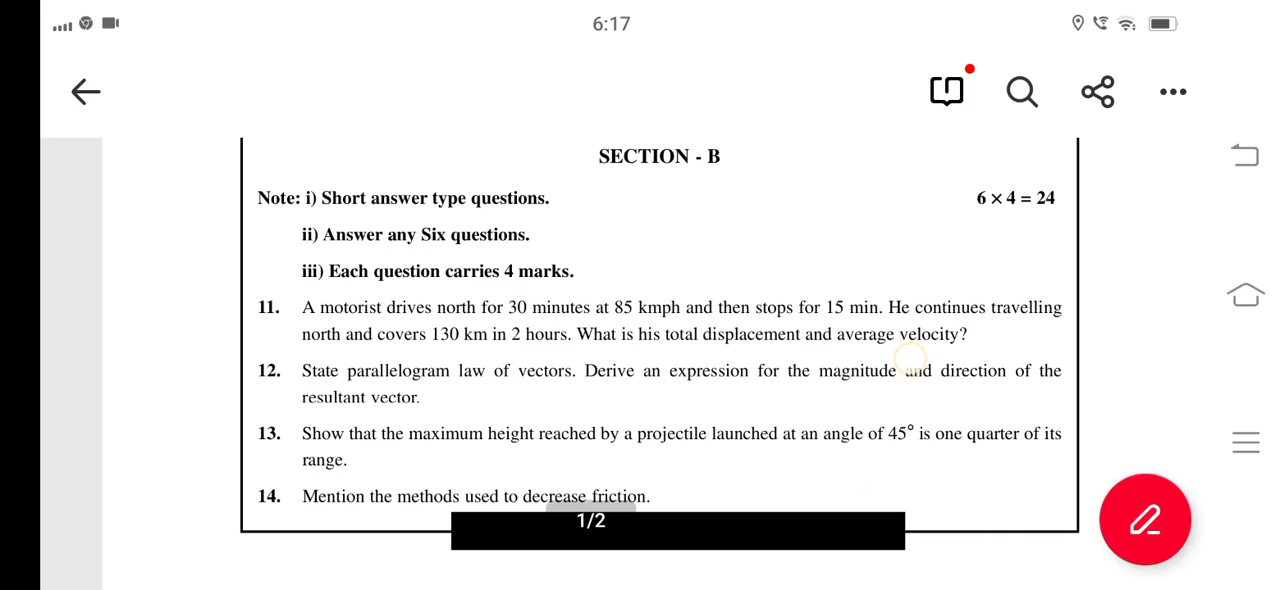 6:17
SECTION - B
Note: i) Short answer type questions. 6 × 4 = 24
ii) Answer any Six questions.
iii) Each question carries 4 marks.
11. A motorist drives north for 30 minutes at 85 kmph and then stops for 15 min. He continues travelling
north and covers 130 km in 2 hours. What is his total displacement and average velocity?
12. State parallelogram law of vectors. Derive an expression for the magnitude and direction of the
resultant vector.
13. Show that the maximum height reached by a projectile launched at an angle of 45° is one quarter of its
range.
14. Mention the methods used to decrease friction.
1/2